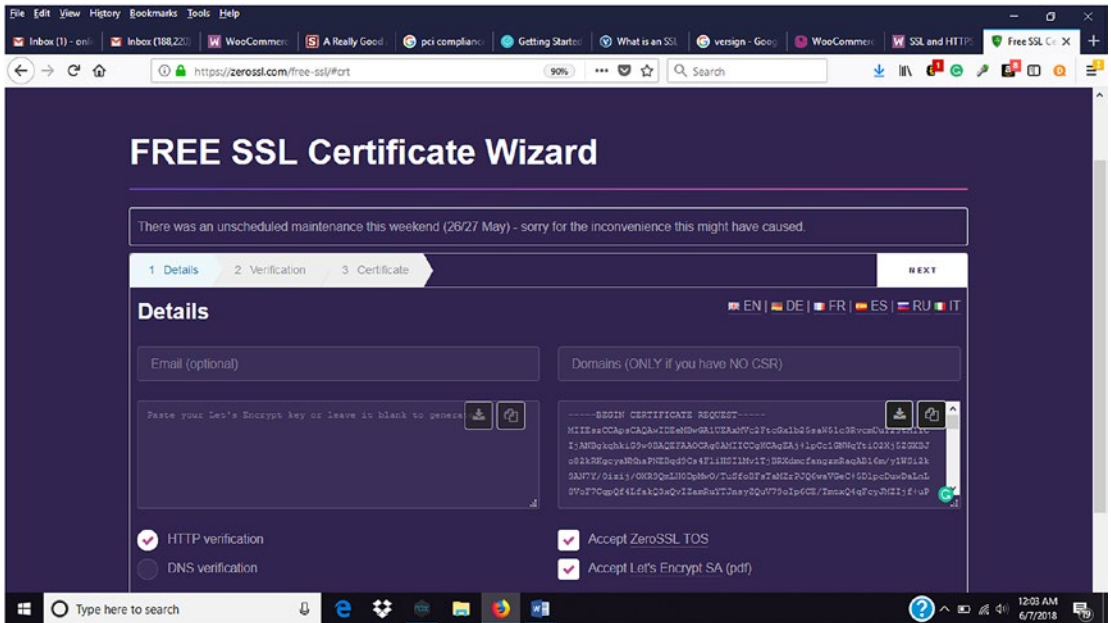 File Edit View History Bookmarks Tools Help
Inbox (1) - onli
Inbox (188,220)
WooCommerc
A Really Good
pci complianc
Getting Started
What is an SSL
versign - Goog
WooCommerc
SSL and HTTPS
Free SSL Ce
https://zerossl.com/free-ssl/#crt
90%
Search
FREE SSL Certificate Wizard
There was an unscheduled maintenance this weekend (26/27 May) - sorry for the inconvenience this might have caused.
1 Details
2 Verification
3 Certificate
NEXT
Details
EN | DE | FR | ES | RU IT
Email (optional)
Domains (ONLY if you have NO CSR)
Paste your Let's Encrypt key or leave it blank to generat
-----BEGIN CERTIFICATE REQUEST-----
HTTP verification
Accept ZeroSSL TOS
DNS verification
Accept Let's Encrypt SA (pdf)
Type here to search
12:03 AM
6/7/2018